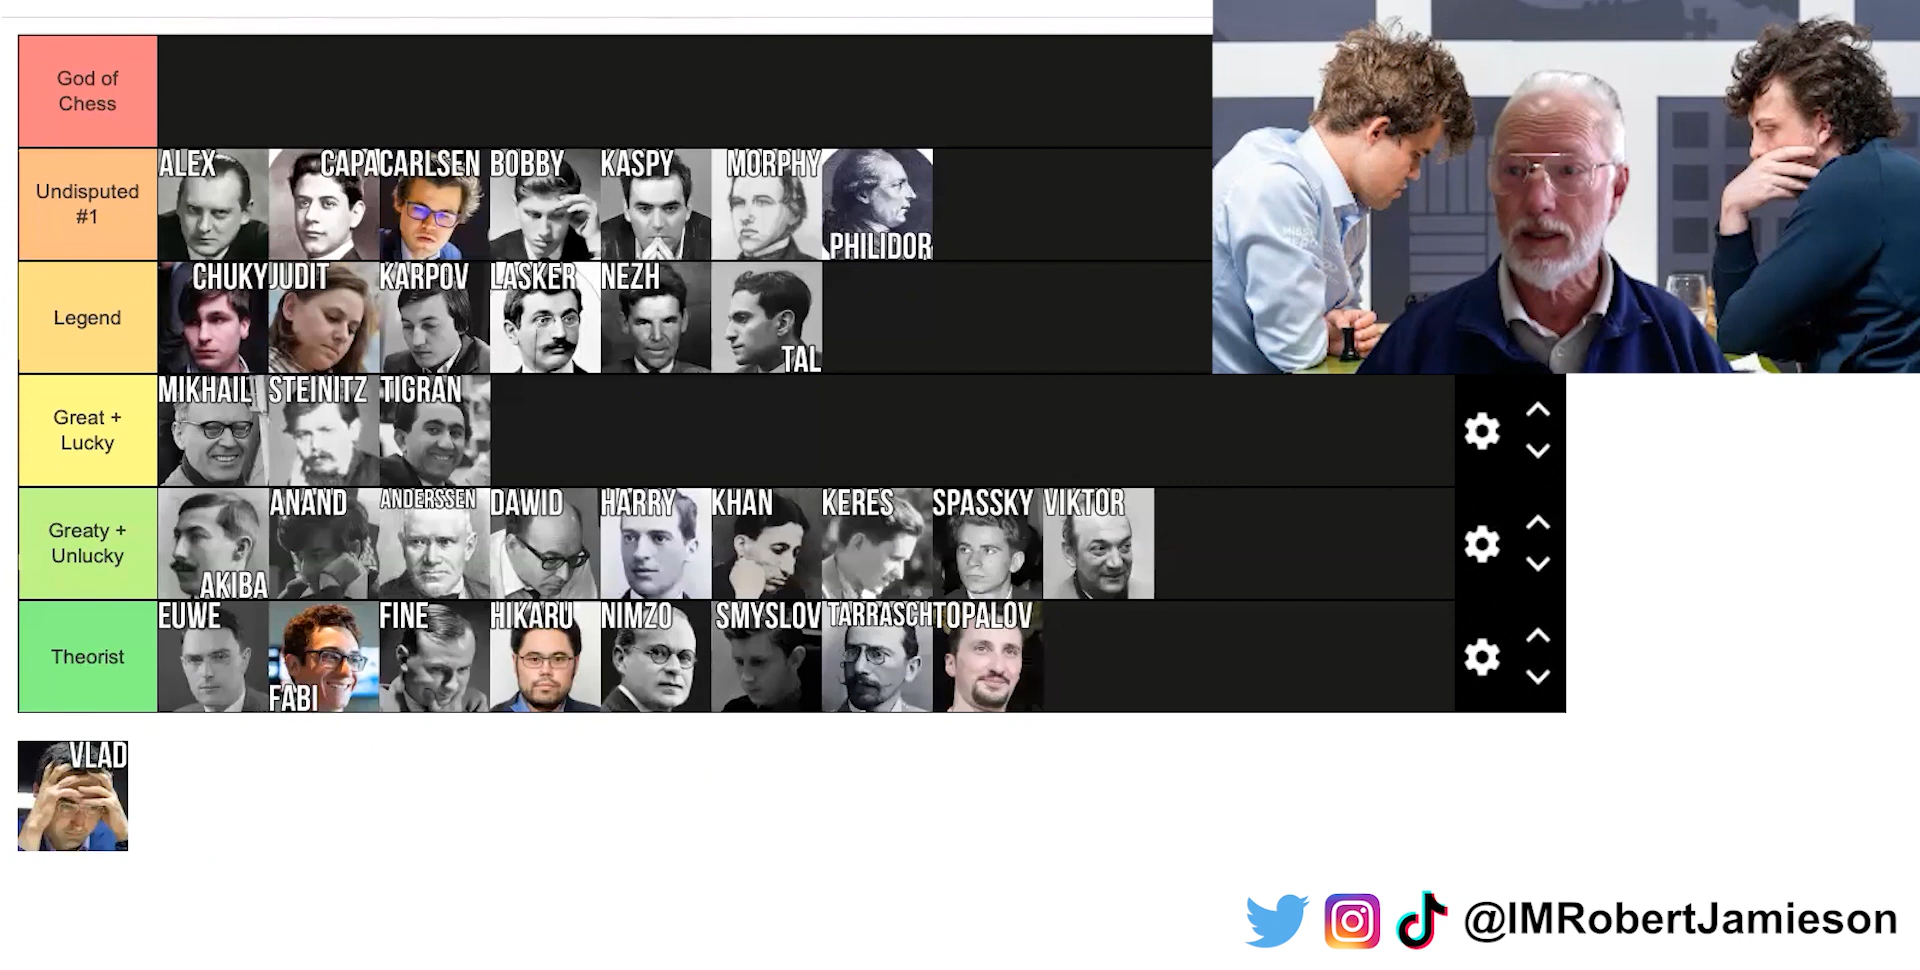 God of
Chess
Undisputed
#1
ALEX
CAPA
CARLSEN
BOBBY
KASPY
MORPHY
PHILIDOR
Legend
CHUKY
JUDIT
KARPOV
LASKER
NEZH
TAL
Great +
Lucky
MIKHAIL
STEINITZ
TIGRAN
Greaty +
Unlucky
AKIBA
ANAND
ANDERSSEN
DAWID
HARRY
KHAN
KERES
SPASSKY
VIKTOR
Theorist
EUWE
FABI
FINE
HIKARU
NIMZO
SMYSLOV
TARRASCH
TOPALOV
VLAD
@IMRobertJamieson